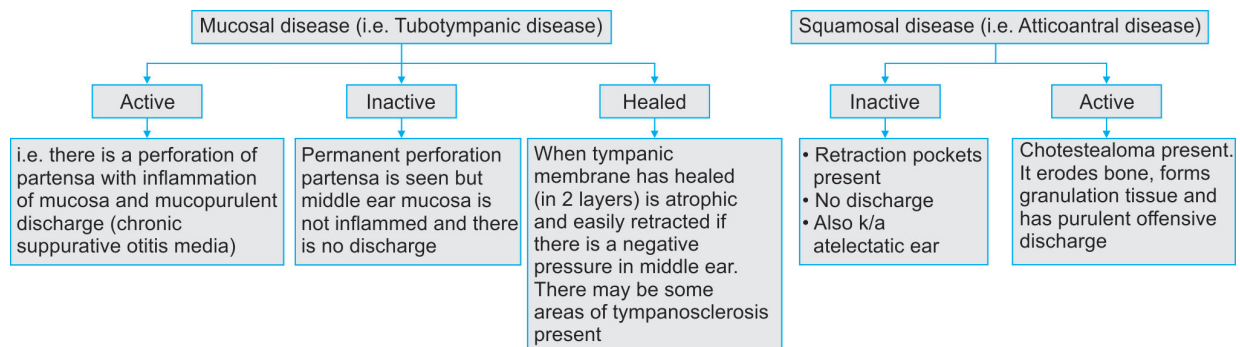 Mucosal disease (i.e. Tubotympanic disease)
Squamosal disease (i.e. Atticoantral disease)
Active
Inactive
Healed
Inactive
Active
i.e. there is a perforation of
partensa with inflammation
of mucosa and mucopurulent
discharge (chronic
suppurative otitis media)
Permanent perforation
partensa is seen but
middle ear mucosa is
not inflammed and there
is no discharge
When tympanic
membrane has healed
(in 2 layers) is atrophic
and easily retracted if
there is a negative
pressure in middle ear.
There may be some
areas of tympanosclerosis
present
• Retraction pockets
present
• No discharge
• Also k/a
atelectatic ear
Chotestealoma present.
It erodes bone, forms
granulation tissue and
has purulent offensive
discharge